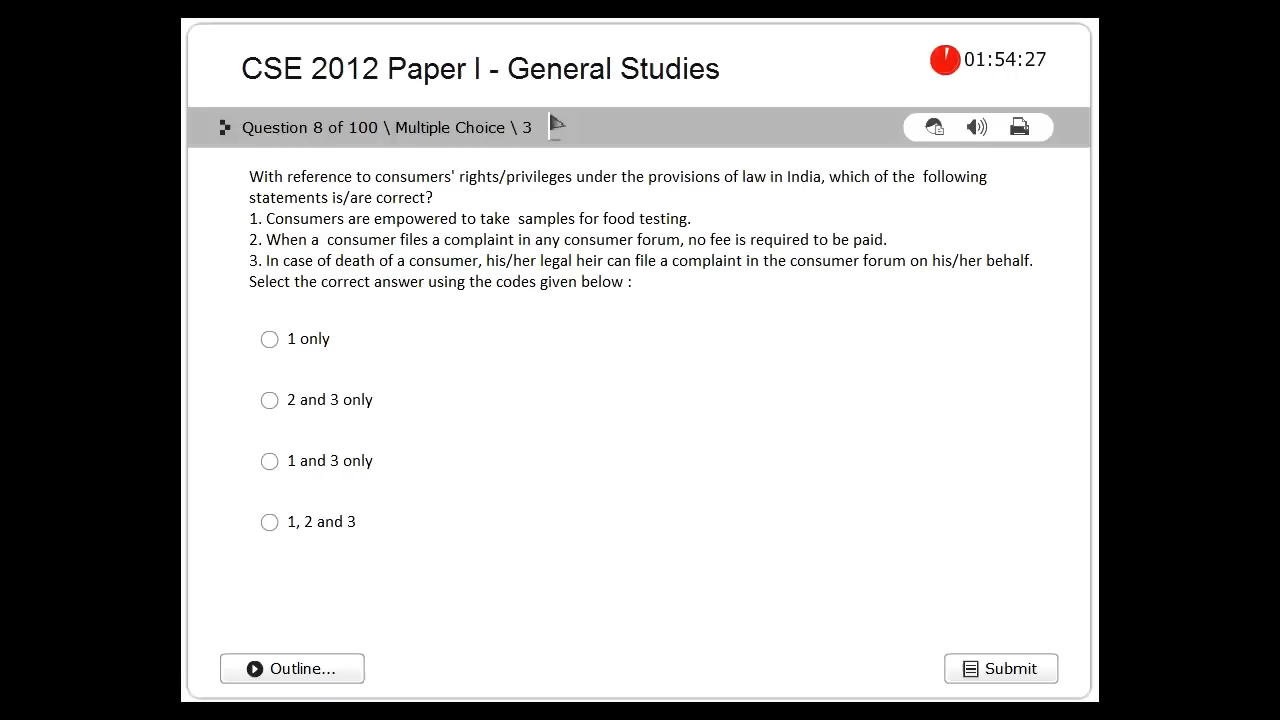 CSE 2012 Paper I - General Studies
01:54:27
Question 8 of 100 \ Multiple Choice \ 3
With reference to consumers' rights/privileges under the provisions of law in India, which of the following
statements is/are correct?
1. Consumers are empowered to take samples for food testing.
2. When a consumer files a complaint in any consumer forum, no fee is required to be paid.
3. In case of death of a consumer, his/her legal heir can file a complaint in the consumer forum on his/her behalf.
Select the correct answer using the codes given below :
1 only
2 and 3 only
1 and 3 only
1, 2 and 3
Outline...
Submit